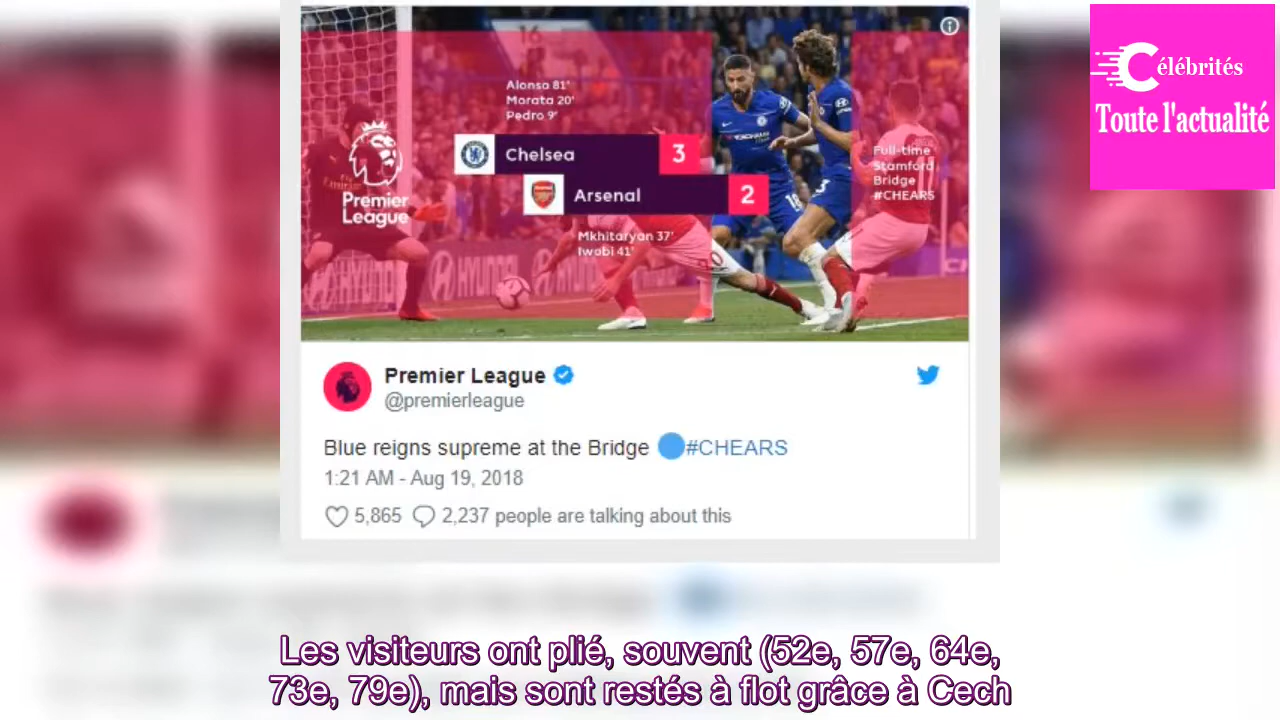 Célébrités
Toute l'actualité
Alonso 81'
Morata 20'
Pedro 9'
Chelsea 3
Arsenal 2
Mkhitaryan 37'
Iwobi 41'
Premier
League
Full-time
Stamford
Bridge
#CHEARS
HYUNDAI
Premier League
@premierleague
Blue reigns supreme at the Bridge #CHEARS
1:21 AM - Aug 19, 2018
5,865 2,237 people are talking about this
Les visiteurs ont plié, souvent (52e, 57e, 64e,
73e, 79e), mais sont restés à flot grâce à Cech